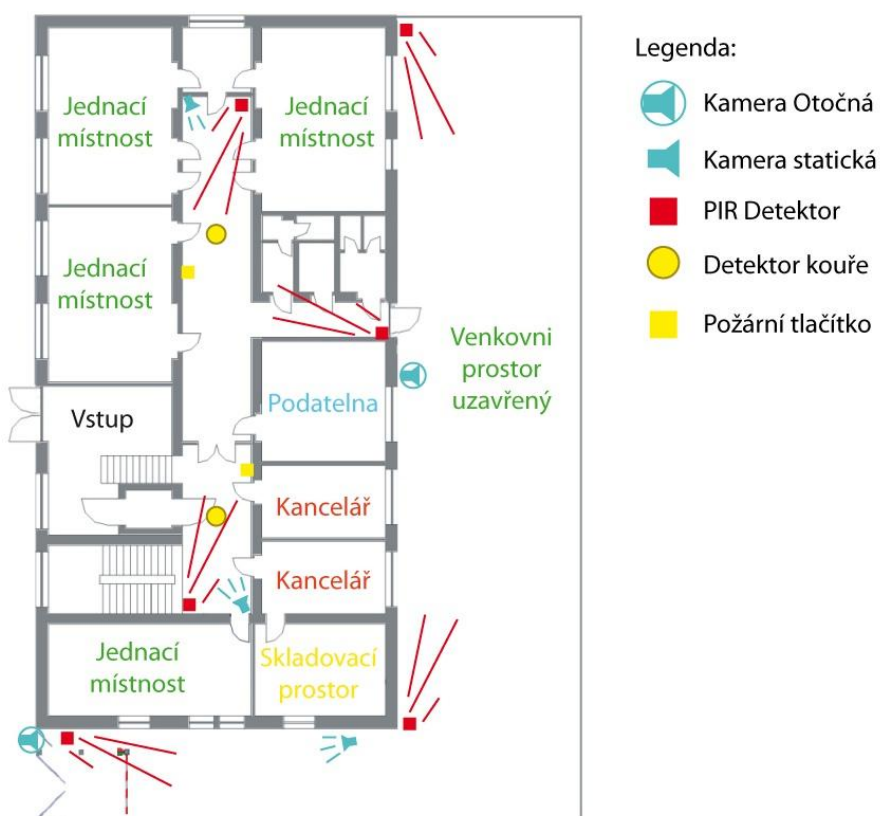 Jednací
místnost
Jednací
místnost
Jednací
místnost
Venkovni
prostor
uzavřený
Podatelna
Vstup
Kancelář
Kancelář
Jednací
místnost
Skladovací
prostor
Legenda:
Kamera Otočná
Kamera statická
PIR Detektor
Detektor kouře
Požární tlačítko